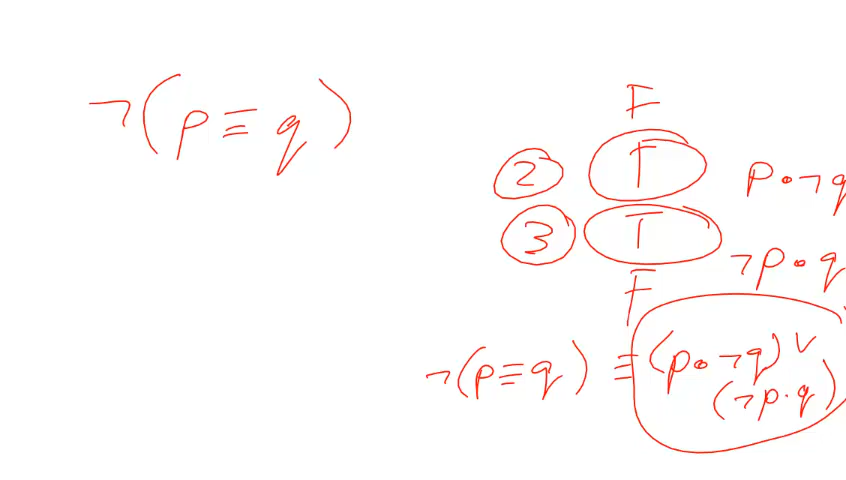 ¬(p ≡ q)
F
2 T p • ¬q
3 T ¬p • q
F
¬(p ≡ q) ≡ (p • ¬q) ∨
(¬p · q)